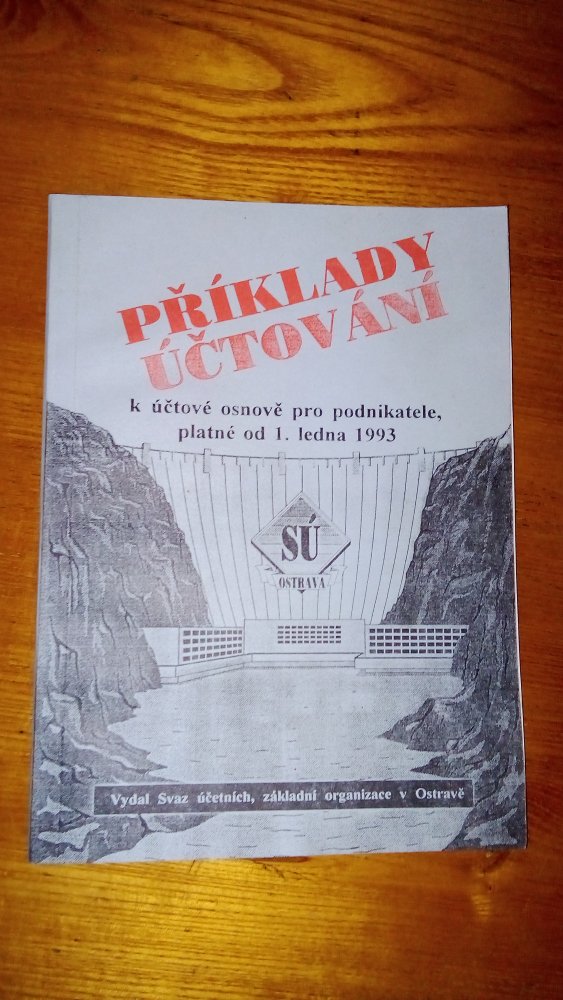 PŘÍKLADY
ÚČTOVÁNÍ
k účtové osnově pro podnikatele,
platné od 1. ledna 1993
SÚ
OSTRAVA
Vydal Svaz účetních, základní organizace v Ostravě